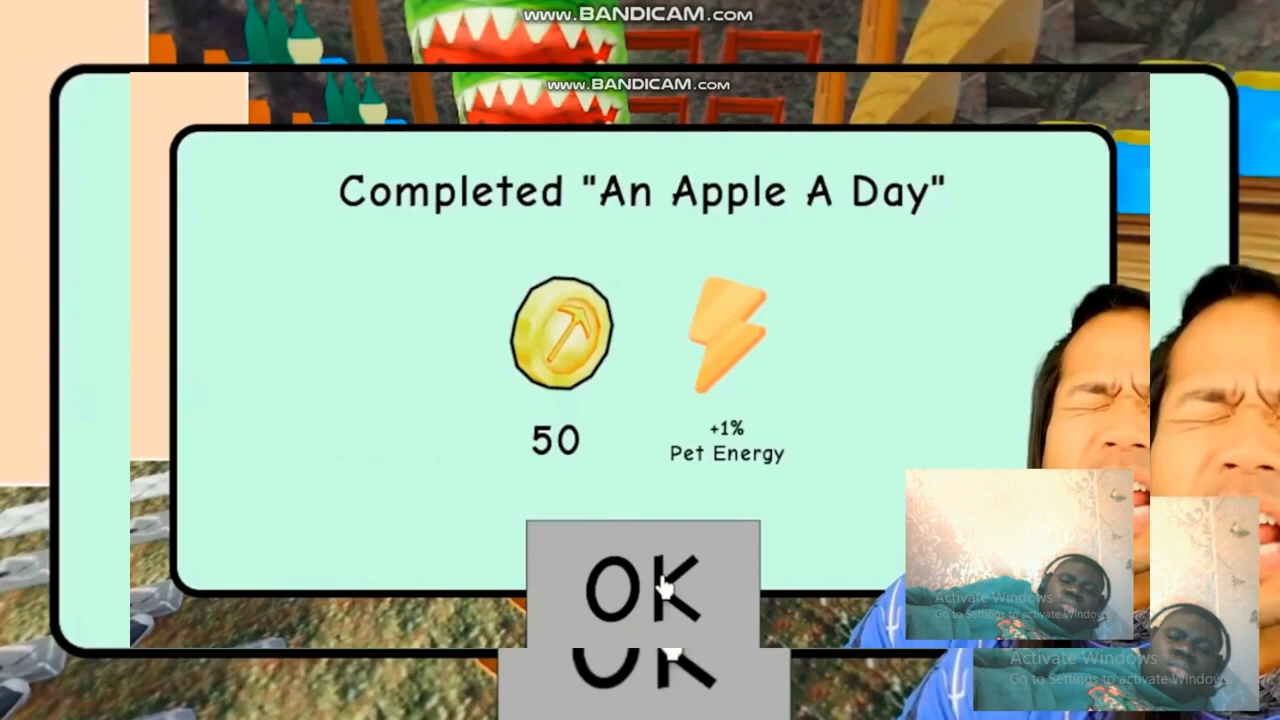 www.BANDICAM.com
www.BANDICAM.com
Completed "An Apple A Day"
50
+1%
Pet Energy
OK
OK
Activate Windows
Go to Settings to activate Windows
Activate Windows
Go to Settings to activate Windows